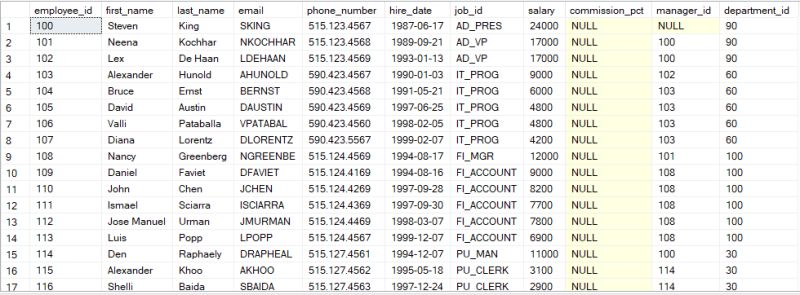 employee_id first_name last_name email phone_number hire_date job_id salary commission_pct manager_id department_id
1 100 Steven King SKING 515.123.4567 1987-06-17 AD_PRES 24000 NULL NULL 90
2 101 Neena Kochhar NKOCHHAR 515.123.4568 1989-09-21 AD_VP 17000 NULL 100 90
3 102 Lex De Haan LDEHAAN 515.123.4569 1993-01-13 AD_VP 17000 NULL 100 90
4 103 Alexander Hunold AHUNOLD 590.423.4567 1990-01-03 IT_PROG 9000 NULL 102 60
5 104 Bruce Ernst BERNST 590.423.4568 1991-05-21 IT_PROG 6000 NULL 103 60
6 105 David Austin DAUSTIN 590.423.4569 1997-06-25 IT_PROG 4800 NULL 103 60
7 106 Valli Pataballa VPATABAL 590.423.4560 1998-02-05 IT_PROG 4800 NULL 103 60
8 107 Diana Lorentz DLORENTZ 590.423.5567 1999-02-07 IT_PROG 4200 NULL 103 60
9 108 Nancy Greenberg NGREENBE 515.124.4569 1994-08-17 FI_MGR 12000 NULL 101 100
10 109 Daniel Faviet DFAVIET 515.124.4169 1994-08-16 FI_ACCOUNT 9000 NULL 108 100
11 110 John Chen JCHEN 515.124.4269 1997-09-28 FI_ACCOUNT 8200 NULL 108 100
12 111 Ismael Sciarra ISCIARRA 515.124.4369 1997-09-30 FI_ACCOUNT 7700 NULL 108 100
13 112 Jose Manuel Urman JMURMAN 515.124.4469 1998-03-07 FI_ACCOUNT 7800 NULL 108 100
14 113 Luis Popp LPOPP 515.124.4567 1999-12-07 FI_ACCOUNT 6900 NULL 108 100
15 114 Den Raphaely DRAPHEAL 515.127.4561 1994-12-07 PU_MAN 11000 NULL 100 30
16 115 Alexander Khoo AKHOO 515.127.4562 1995-05-18 PU_CLERK 3100 NULL 114 30
17 116 Shelli Baida SBAIDA 515.127.4563 1997-12-24 PU_CLERK 2900 NULL 114 30